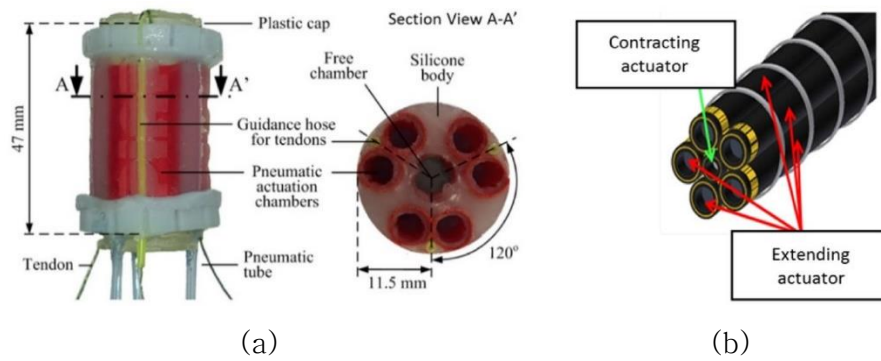 Plastic cap
Section View A-A'
A
A'
47 mm
Free
chamber
Silicone
body
Guidance hose
for tendons
Pneumatic
actuation
chambers
Tendon
Pneumatic
tube
11.5 mm
120°
(a)
Contracting
actuator
Extending
actuator
(b)